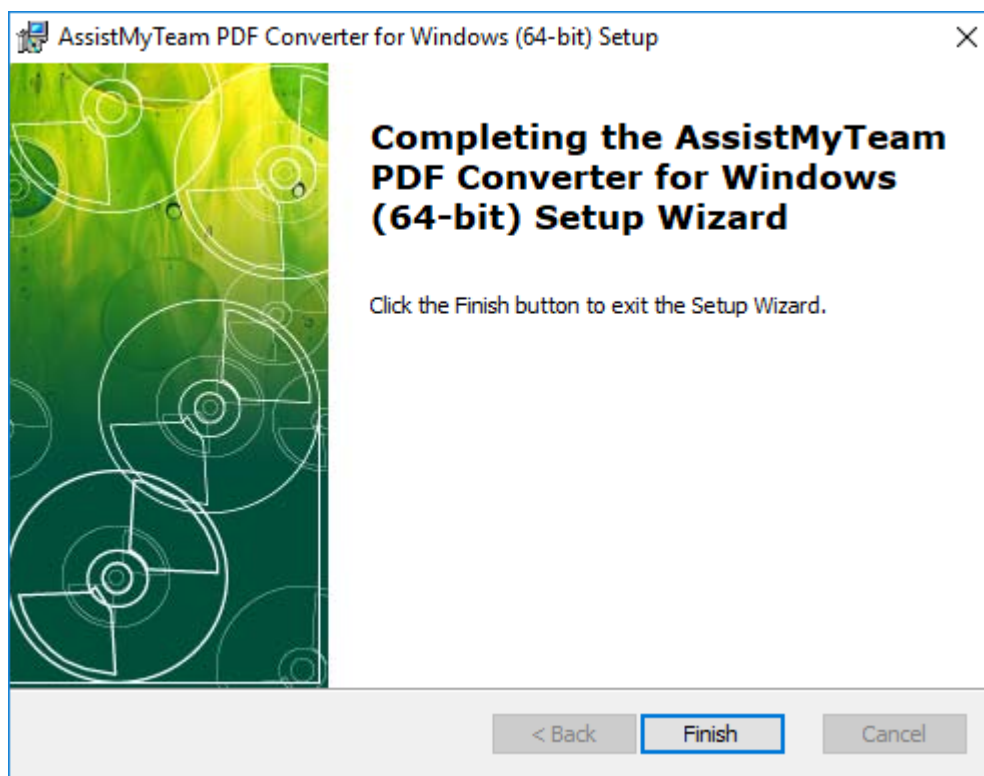 AssistMyTeam PDF Converter for Windows (64-bit) Setup
Completing the AssistMyTeam
PDF Converter for Windows
(64-bit) Setup Wizard
Click the Finish button to exit the Setup Wizard.
< Back
Finish
Cancel